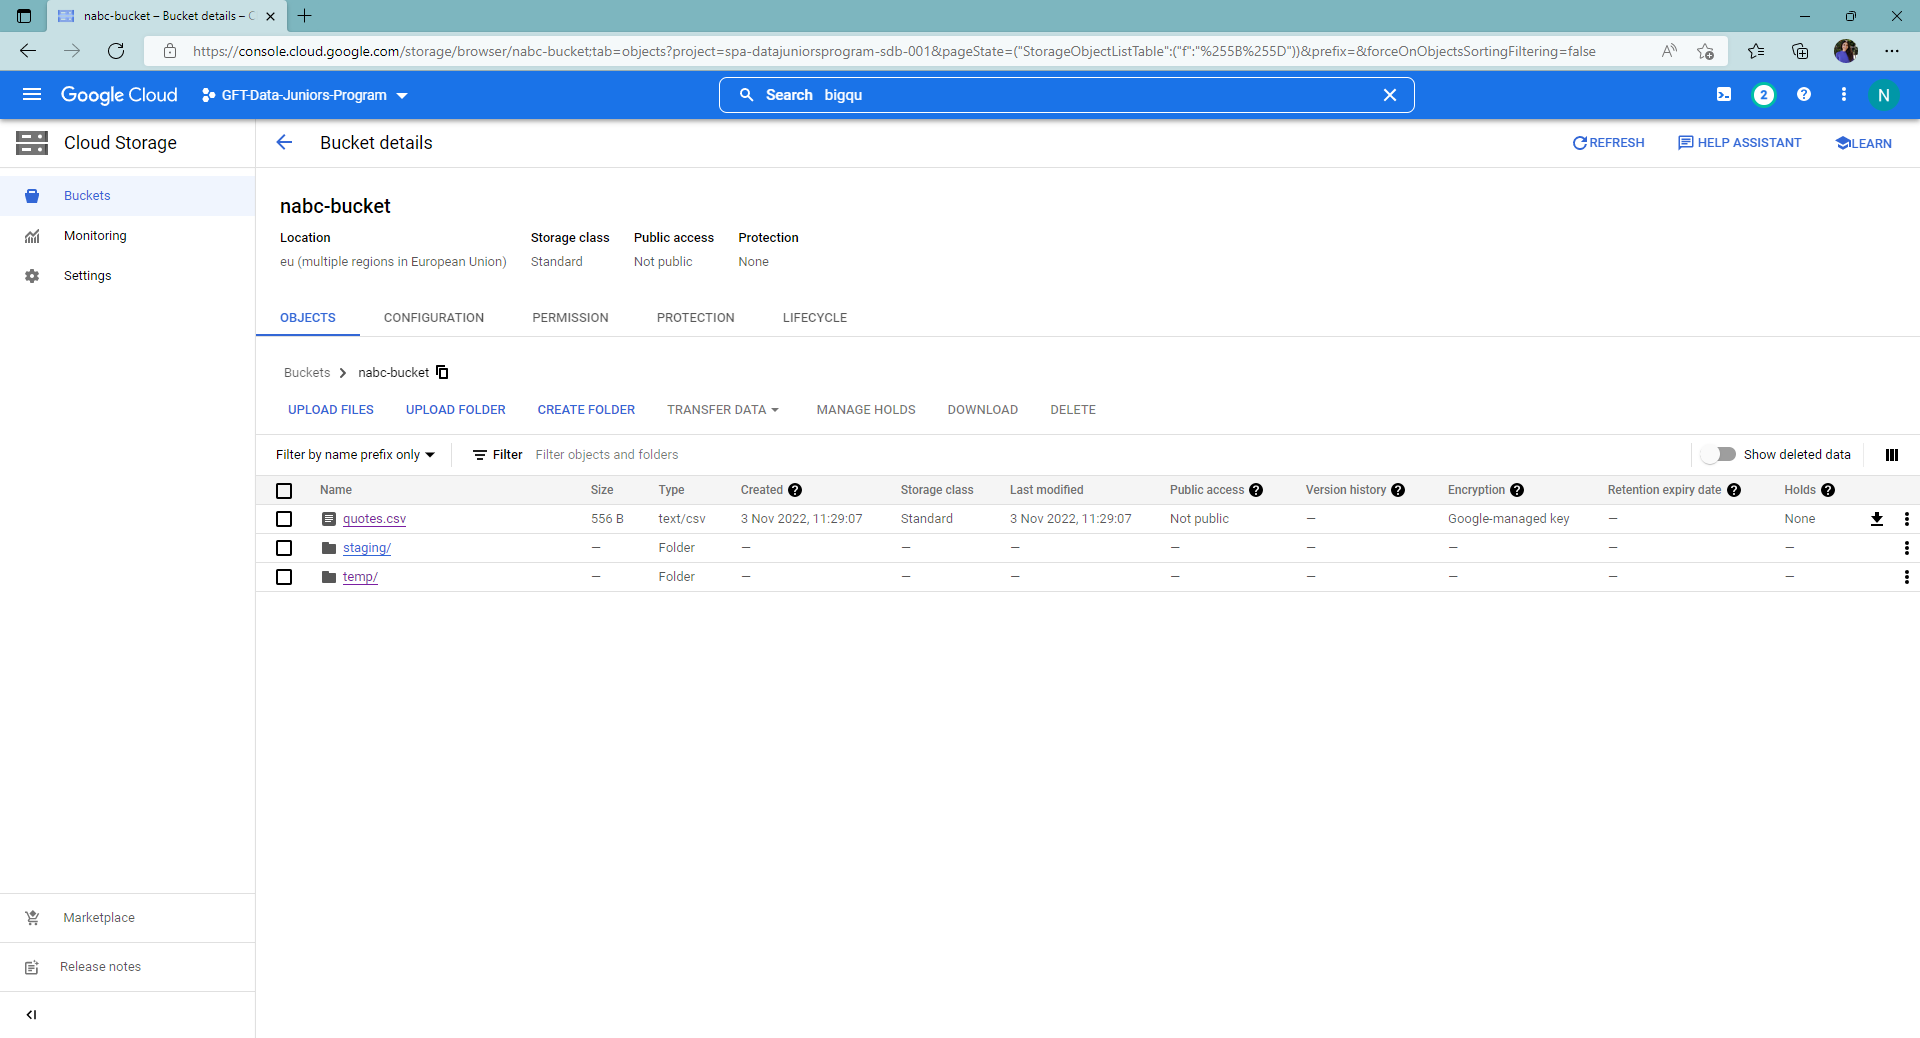 nabc-bucket – Bucket details – C
https://console.cloud.google.com/storage/browser/nabc-bucket;tab=objects?project=spa-datajuniorsprogram-sdb-001&pageState=("StorageObjectListTable":("f":"%255B%255D"))&prefix=&forceOnObjectsSortingFiltering=false
Google Cloud GFT-Data-Juniors-Program Search bigqu 2 N
Cloud Storage
Bucket details REFRESH HELP ASSISTANT LEARN
Buckets
Monitoring
Settings
nabc-bucket
Location Storage class Public access Protection
eu (multiple regions in European Union) Standard Not public None
OBJECTS CONFIGURATION PERMISSION PROTECTION LIFECYCLE
Buckets > nabc-bucket
UPLOAD FILES UPLOAD FOLDER CREATE FOLDER TRANSFER DATA MANAGE HOLDS DOWNLOAD DELETE
Filter by name prefix only Filter Filter objects and folders Show deleted data
Name Size Type Created Storage class Last modified Public access Version history Encryption Retention expiry date Holds
quotes.csv 556 B text/csv 3 Nov 2022, 11:29:07 Standard 3 Nov 2022, 11:29:07 Not public — Google-managed key — None
staging/ — Folder — — — — — — — —
temp/ — Folder — — — — — — — —
Marketplace
Release notes